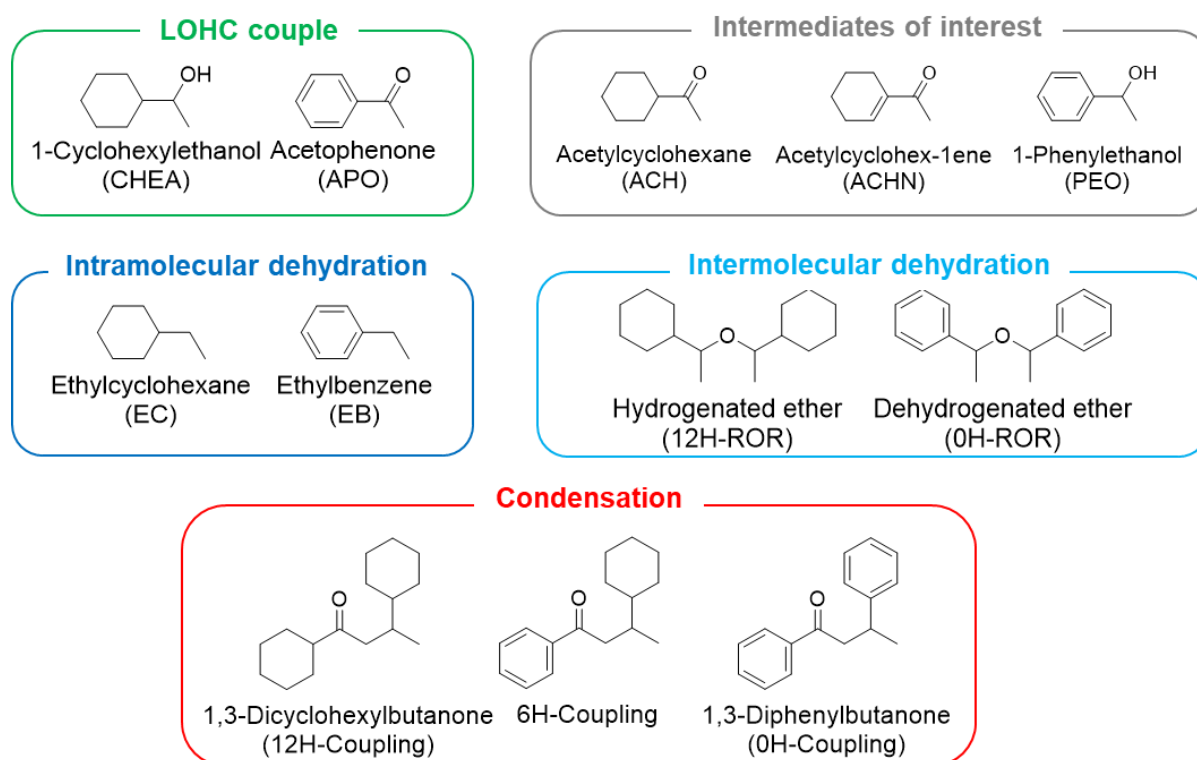 LOHC couple
OH
O
1-Cyclohexylethanol Acetophenone
(CHEA) (APO)
Intermediates of interest
O
O
OH
Acetylcyclohexane Acetylcyclohex-1ene 1-Phenylethanol
(ACH) (ACHN) (PEO)
Intramolecular dehydration
Ethylcyclohexane Ethylbenzene
(EC) (EB)
Intermolecular dehydration
O
O
Hydrogenated ether Dehydrogenated ether
(12H-ROR) (0H-ROR)
Condensation
O
O
O
1,3-Dicyclohexylbutanone 6H-Coupling 1,3-Diphenylbutanone
(12H-Coupling) (0H-Coupling)